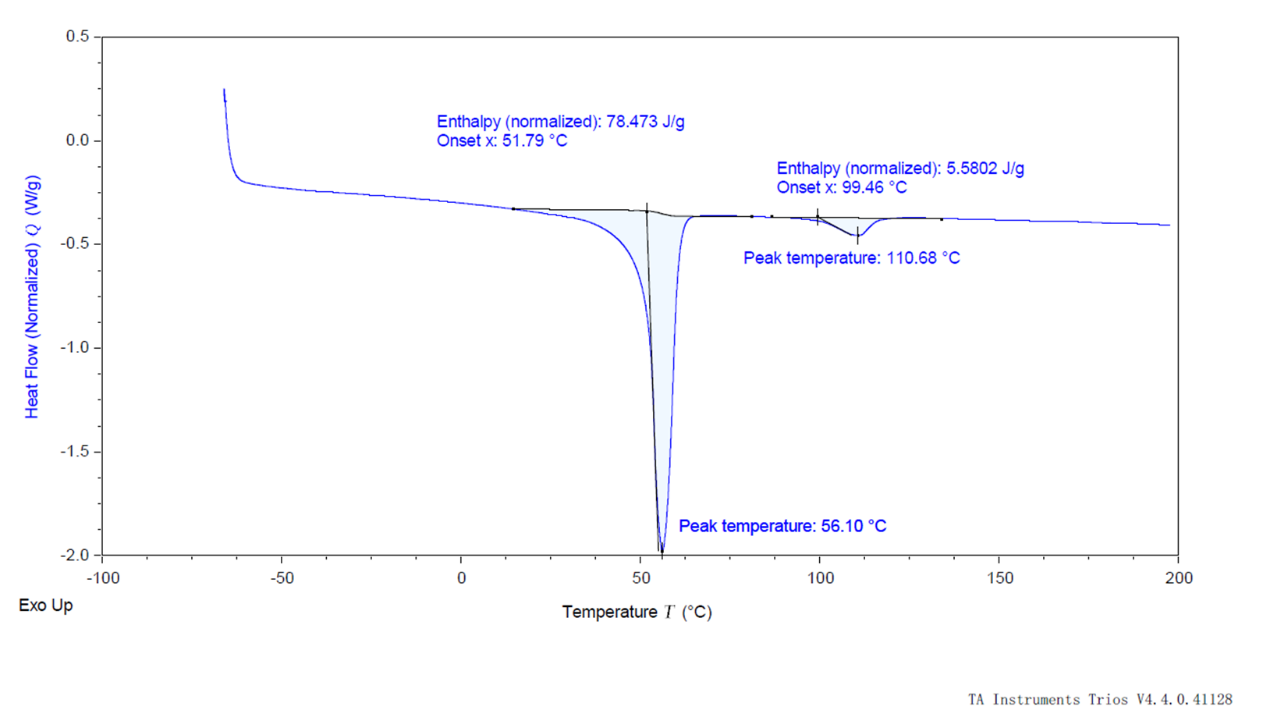 0.5
0.0
-0.5
-1.0
-1.5
-2.0
Heat Flow (Normalized) Q (W/g)
Enthalpy (normalized): 78.473 J/g
Onset x: 51.79 °C
Enthalpy (normalized): 5.5802 J/g
Onset x: 99.46 °C
Peak temperature: 110.68 °C
Peak temperature: 56.10 °C
-100 -50 0 50 100 150 200
Exo Up
Temperature T (°C)
TA Instruments Trios V4.4.0.41128